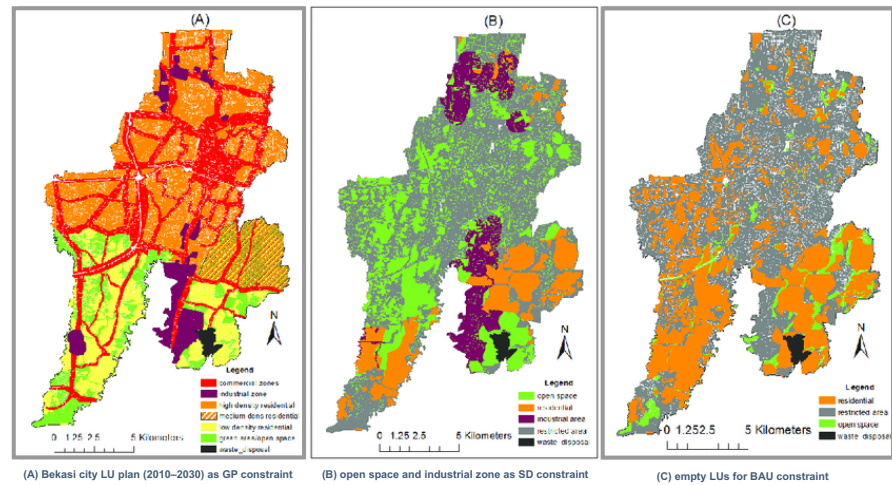 (A)
N
Legend
commercial zones
industrial zone
high density residential
medium dens residential
low density residential
green area/open space
waste_disposal
0 1.25 2.5 5 Kilometers
(B)
N
Legend
open space
residential
industrial area
restricted area
waste_disposal
0 1.25 2.5 5 Kilometers
(C)
N
Legend
residential
restricted area
open space
waste_disposal
0 1.25 2.5 5 Kilometers
(A) Bekasi city LU plan (2010–2030) as GP constraint
(B) open space and industrial zone as SD constraint
(C) empty LUs for BAU constraint